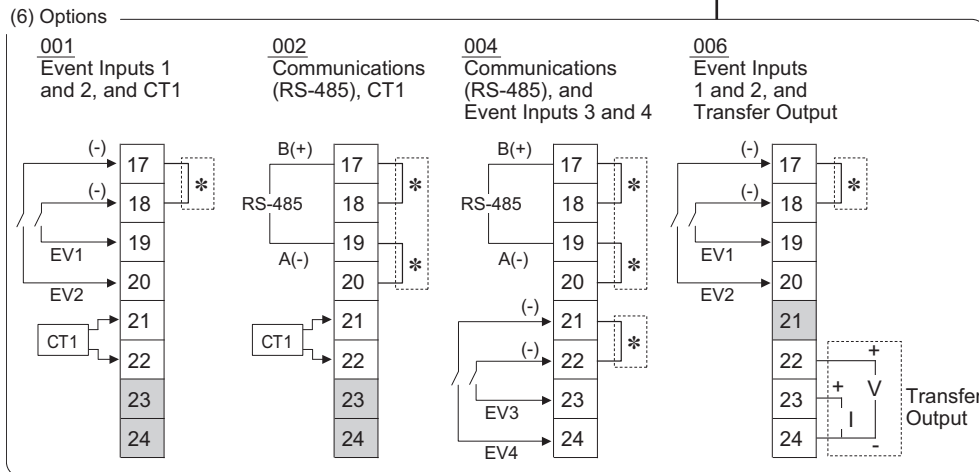 (6) Options
001
Event Inputs 1
and 2, and CT1
(-)
17
*
(-)
18
19
EV1
20
EV2
21
CT1
22
23
24
002
Communications
(RS-485), CT1
B(+)
17
*
18
RS-485
19
A(-)
*
20
21
CT1
22
23
24
004
Communications
(RS-485), and
Event Inputs 3 and 4
B(+)
17
*
18
RS-485
19
A(-)
*
20
(-)
21
*
(-)
22
23
EV3
24
EV4
006
Event Inputs
1 and 2, and
Transfer Output
(-)
17
*
(-)
18
19
EV1
20
EV2
21
22
+
23
+
V
I
24
-
Transfer
Output